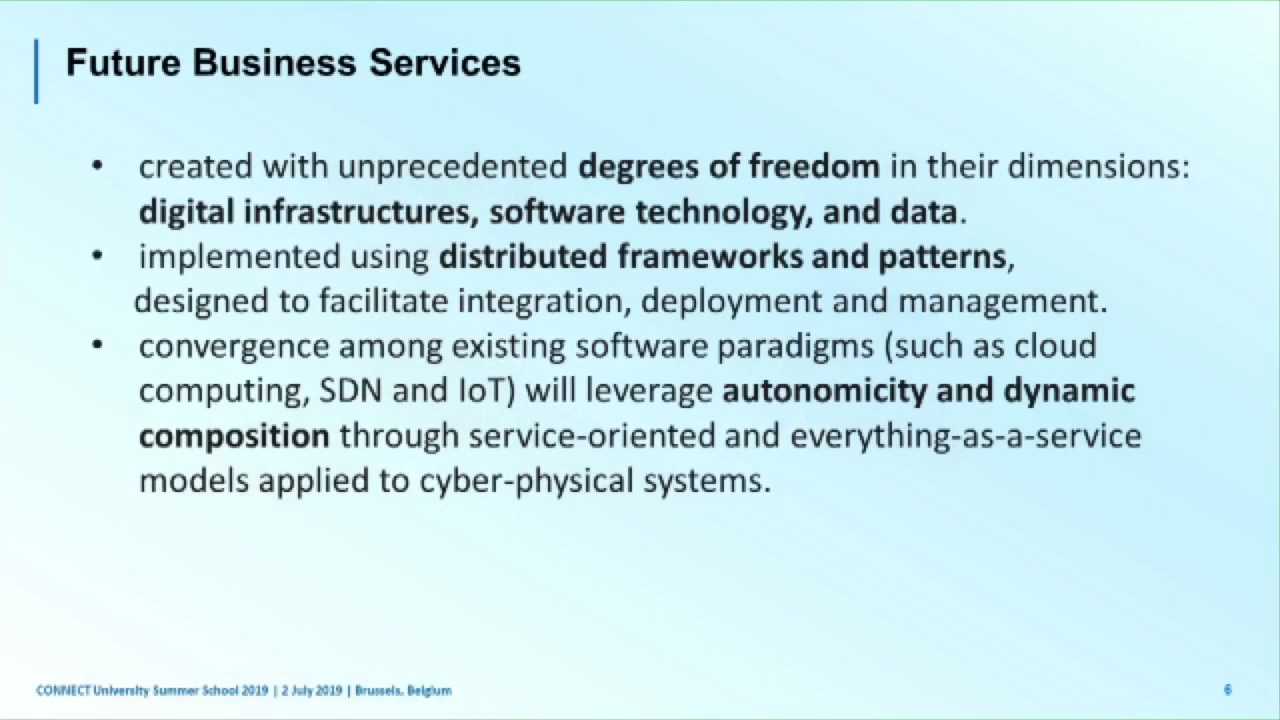 Future Business Services
• created with unprecedented degrees of freedom in their dimensions:
digital infrastructures, software technology, and data.
• implemented using distributed frameworks and patterns,
designed to facilitate integration, deployment and management.
• convergence among existing software paradigms (such as cloud
computing, SDN and IoT) will leverage autonomicity and dynamic
composition through service-oriented and everything-as-a-service
models applied to cyber-physical systems.
CONNECT University Summer School 2019 | 2 July 2019 | Brussels, Belgium
6